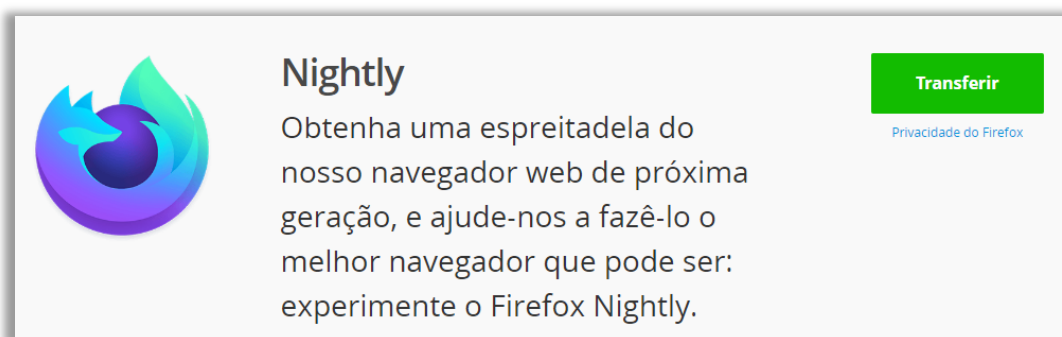 Nightly
Obtenha uma espreitadela do
nosso navegador web de próxima
geração, e ajude-nos a fazê-lo o
melhor navegador que pode ser:
experimente o Firefox Nightly.
Transferir
Privacidade do Firefox